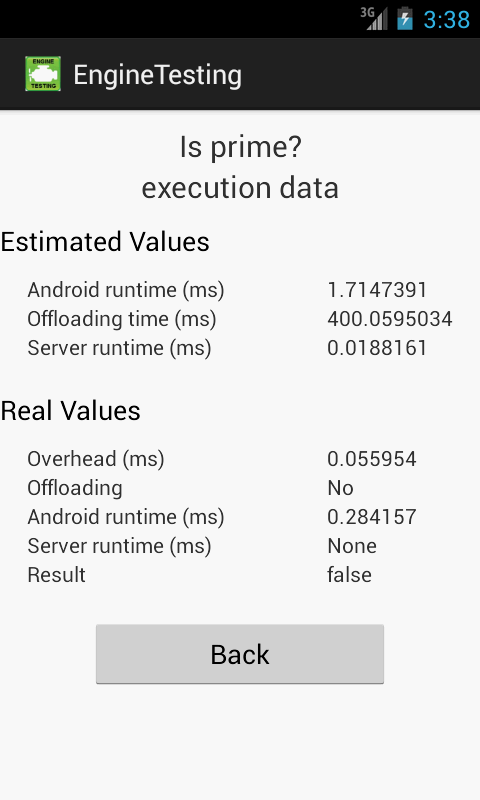 3G
3:38
ENGINE
TESTING
EngineTesting
Is prime?
execution data
Estimated Values
Android runtime (ms) 1.7147391
Offloading time (ms) 400.0595034
Server runtime (ms) 0.0188161
Real Values
Overhead (ms) 0.055954
Offloading No
Android runtime (ms) 0.284157
Server runtime (ms) None
Result false
Back